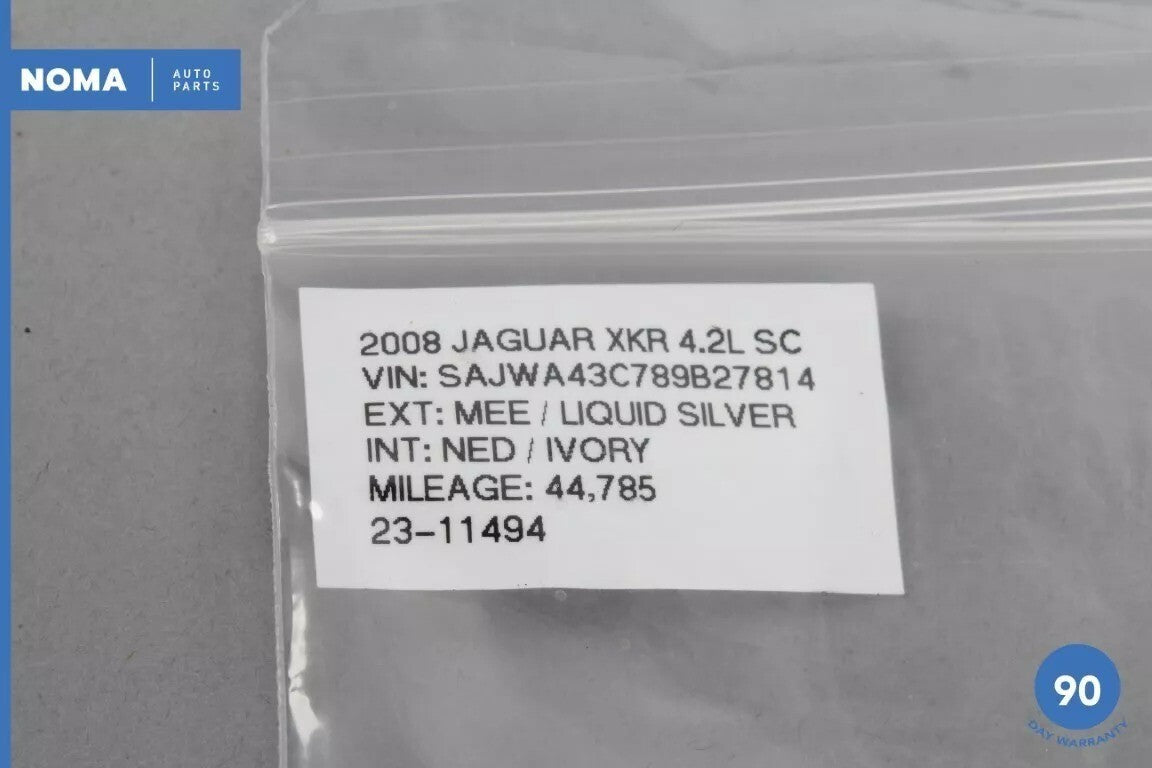 NOMA
AUTO
PARTS
2008 JAGUAR XKR 4.2L SC
VIN: SAJWA43C789B27814
EXT: MEE / LIQUID SILVER
INT: NED / IVORY
MILEAGE: 44,785
23-11494
90
DAY WARRANTY